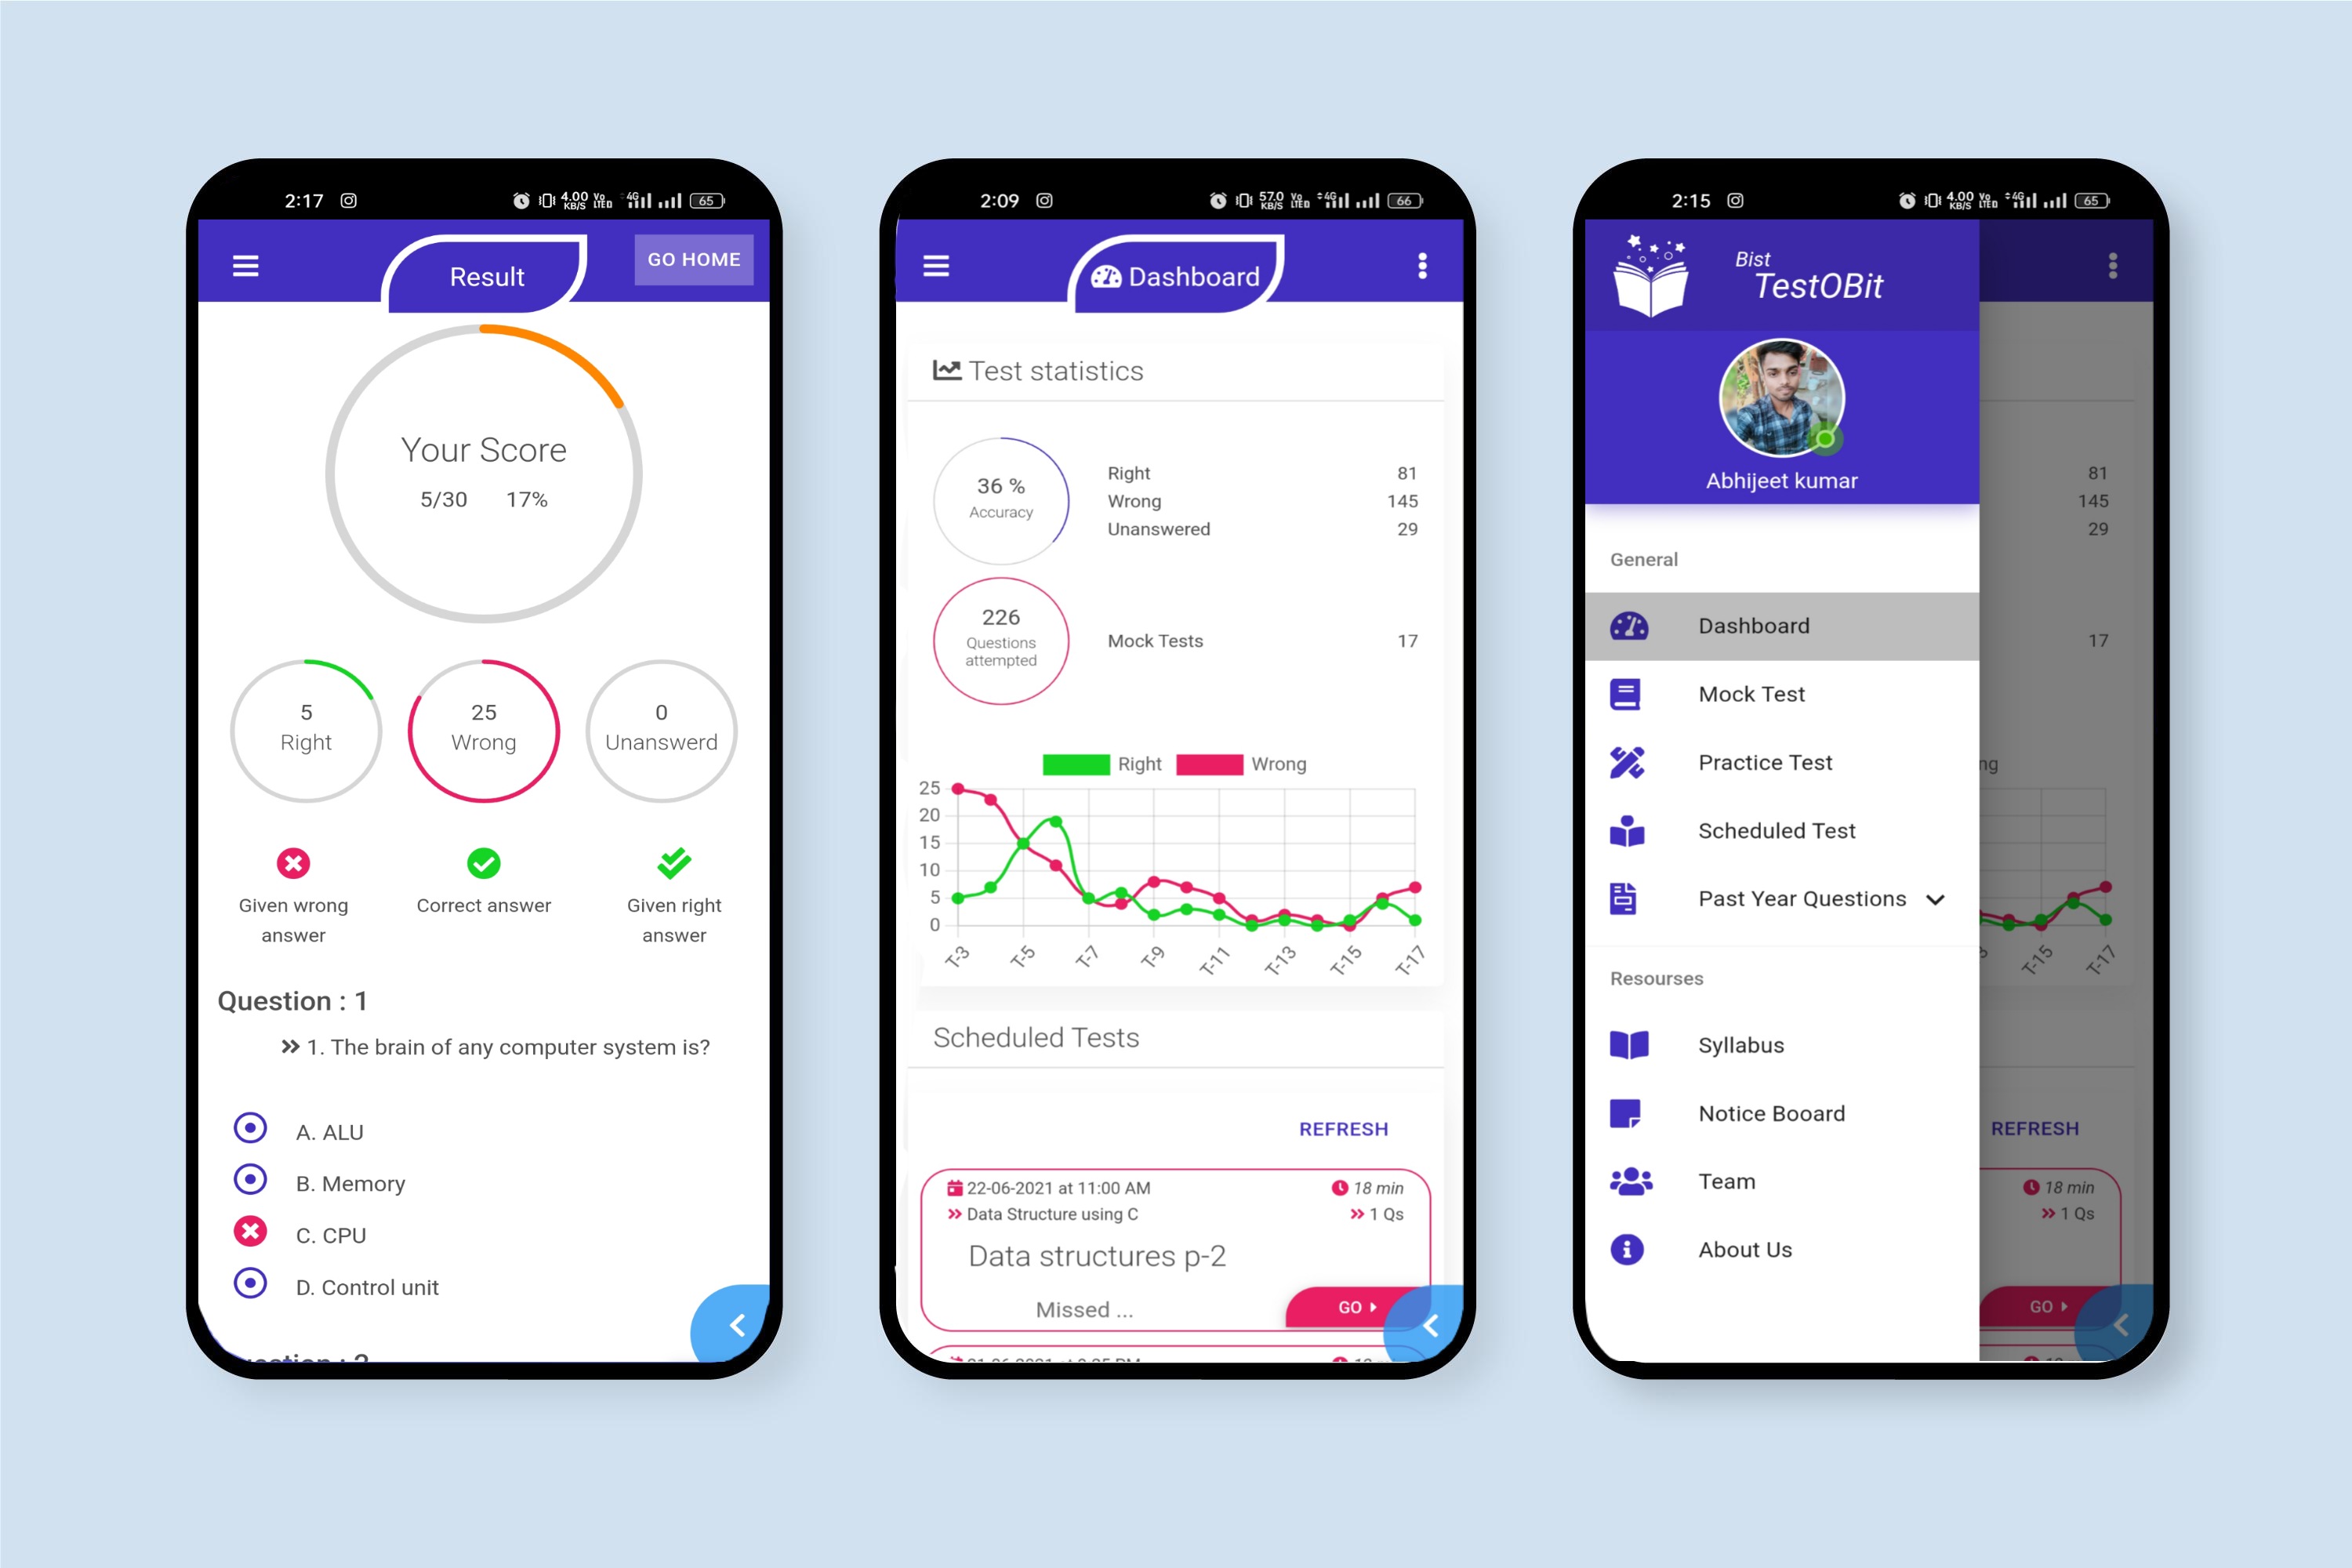 2:17
4.00 KB/S
Vo LTED
4G
65
Result
GO HOME
Your Score
5/30 17%
5
Right
25
Wrong
0
Unanswerd
Given wrong
answer
Correct answer
Given right
answer
Question : 1
1. The brain of any computer system is?
A. ALU
B. Memory
C. CPU
D. Control unit
2:09
57.0 KB/S
Vo LTED
4G
66
Dashboard
Test statistics
36 %
Accuracy
Right 81
Wrong 145
Unanswered 29
226
Questions
attempted
Mock Tests 17
Right Wrong
25
20
15
10
5
0
T-3 T-5 T-7 T-9 T-11 T-13 T-15 T-17
Scheduled Tests
REFRESH
22-06-2021 at 11:00 AM 18 min
Data Structure using C 1 Qs
Data structures p-2
Missed ...
GO
2:15
4.00 KB/S
Vo LTED
4G
65
Bist
TestOBit
Abhijeet kumar
General
Dashboard
Mock Test
Practice Test
Scheduled Test
Past Year Questions
Resourses
Syllabus
Notice Booard
Team
About Us
81
145
29
17
ng
T-15 T-17
REFRESH
18 min
1 Qs
GO